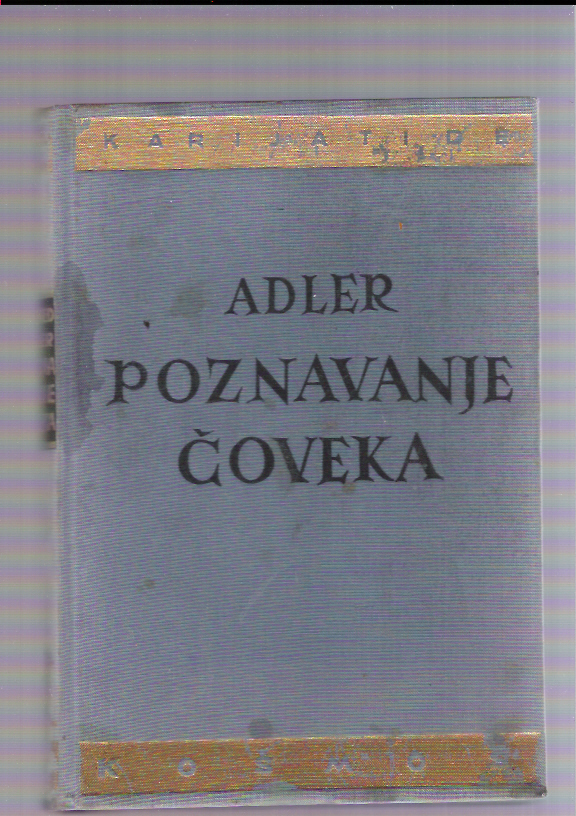 KARIJATIDE
ADLER
POZNAVANJE
ČOVEKA
KOSMOS